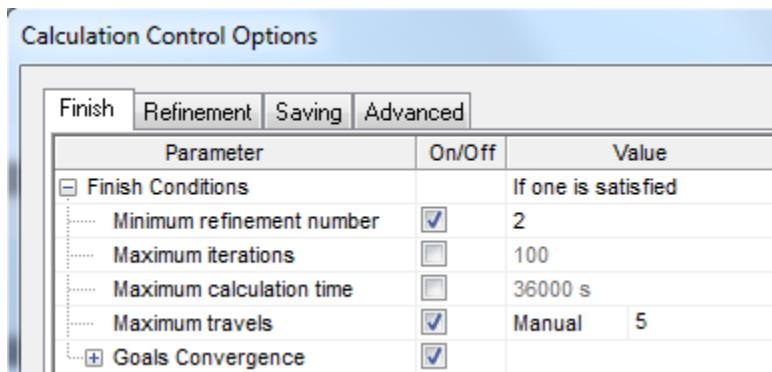 Calculation Control Options
Finish Refinement Saving Advanced
Parameter On/Off Value
Finish Conditions If one is satisfied
Minimum refinement number 2
Maximum iterations 100
Maximum calculation time 36000 s
Maximum travels Manual 5
Goals Convergence